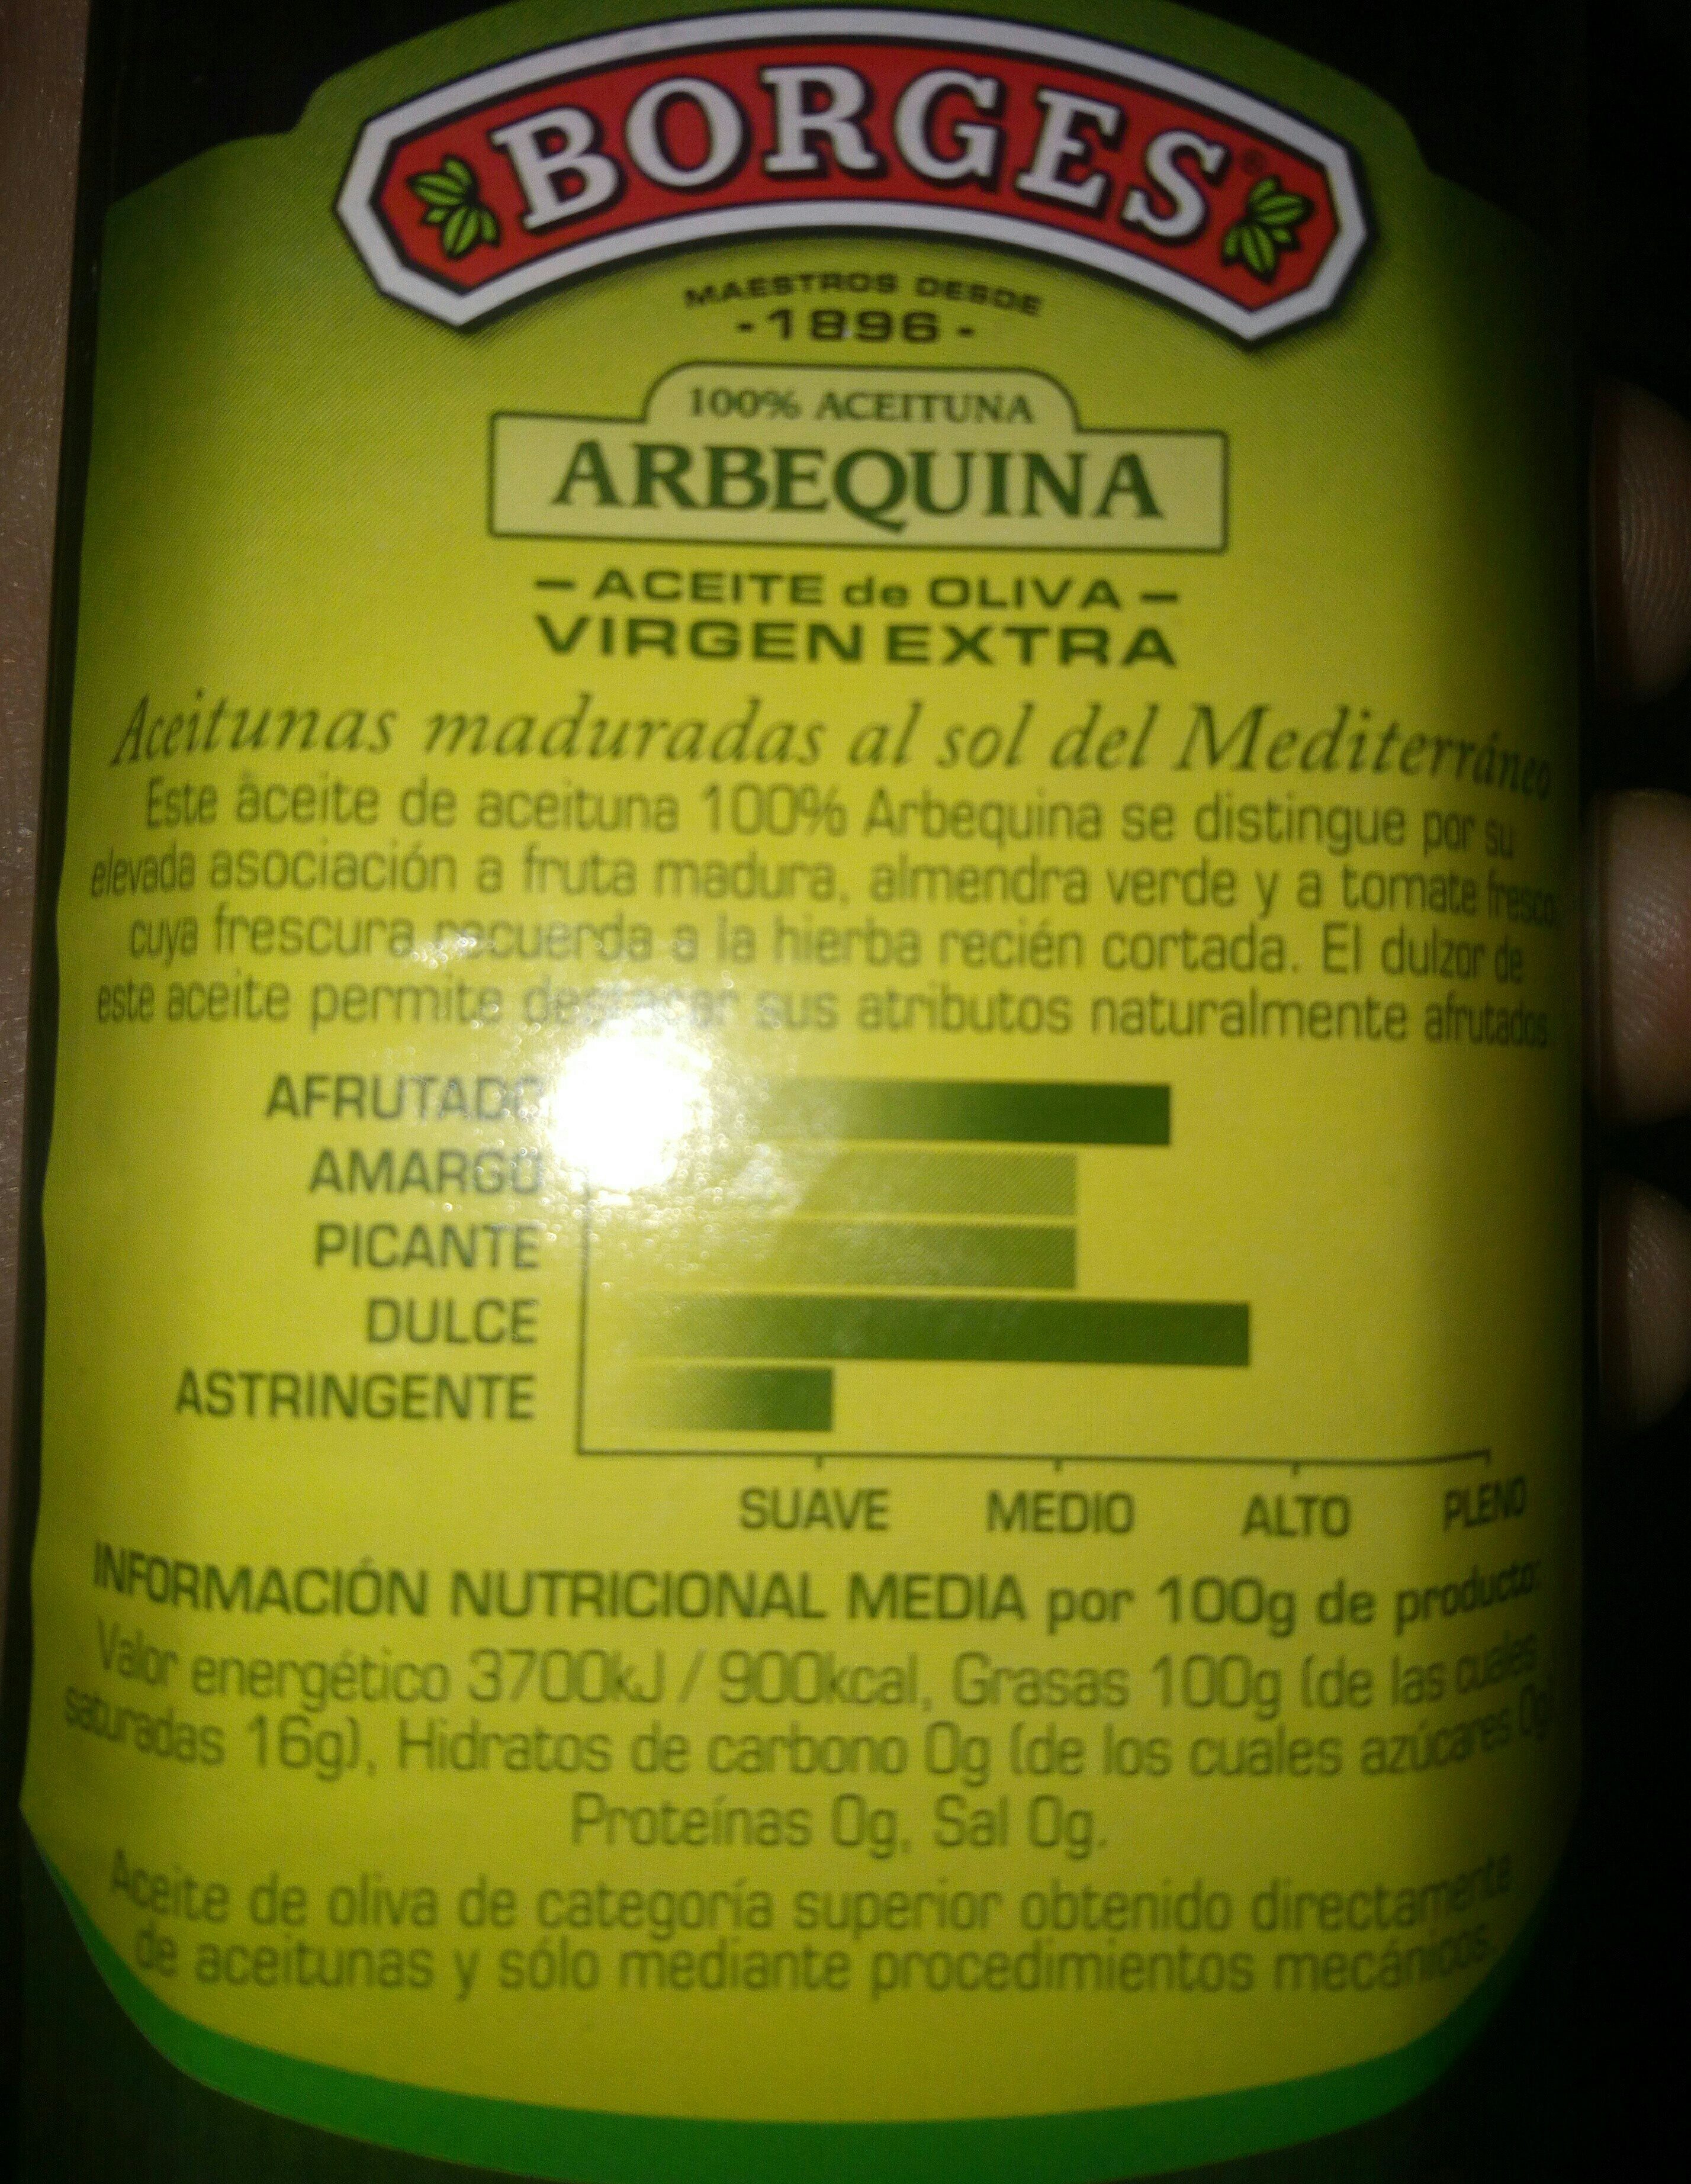 BORGES®
MAESTROS DESDE
-1896-
100% ACEITUNA
ARBEQUINA
– ACEITE de OLIVA –
VIRGEN EXTRA
Aceitunas maduradas al sol del Mediterráneo
Este aceite de aceituna 100% Arbequina se distingue por su
elevada asociación a fruta madura, almendra verde y a tomate fresco,
cuya frescura recuerda a la hierba recién cortada. El dulzor de
este aceite permite destacar sus atributos naturalmente afrutados
AFRUTADO
AMARGO
PICANTE
DULCE
ASTRINGENTE
SUAVE MEDIO ALTO PLENO
INFORMACIÓN NUTRICIONAL MEDIA por 100g de producto:
Valor energético 3700kJ / 900kcal, Grasas 100g (de las cuales
saturadas 16g), Hidratos de carbono 0g (de los cuales azúcares 0g)
Proteínas 0g, Sal 0g.
Aceite de oliva de categoría superior obtenido directamente
de aceitunas y sólo mediante procedimientos mecánicos.